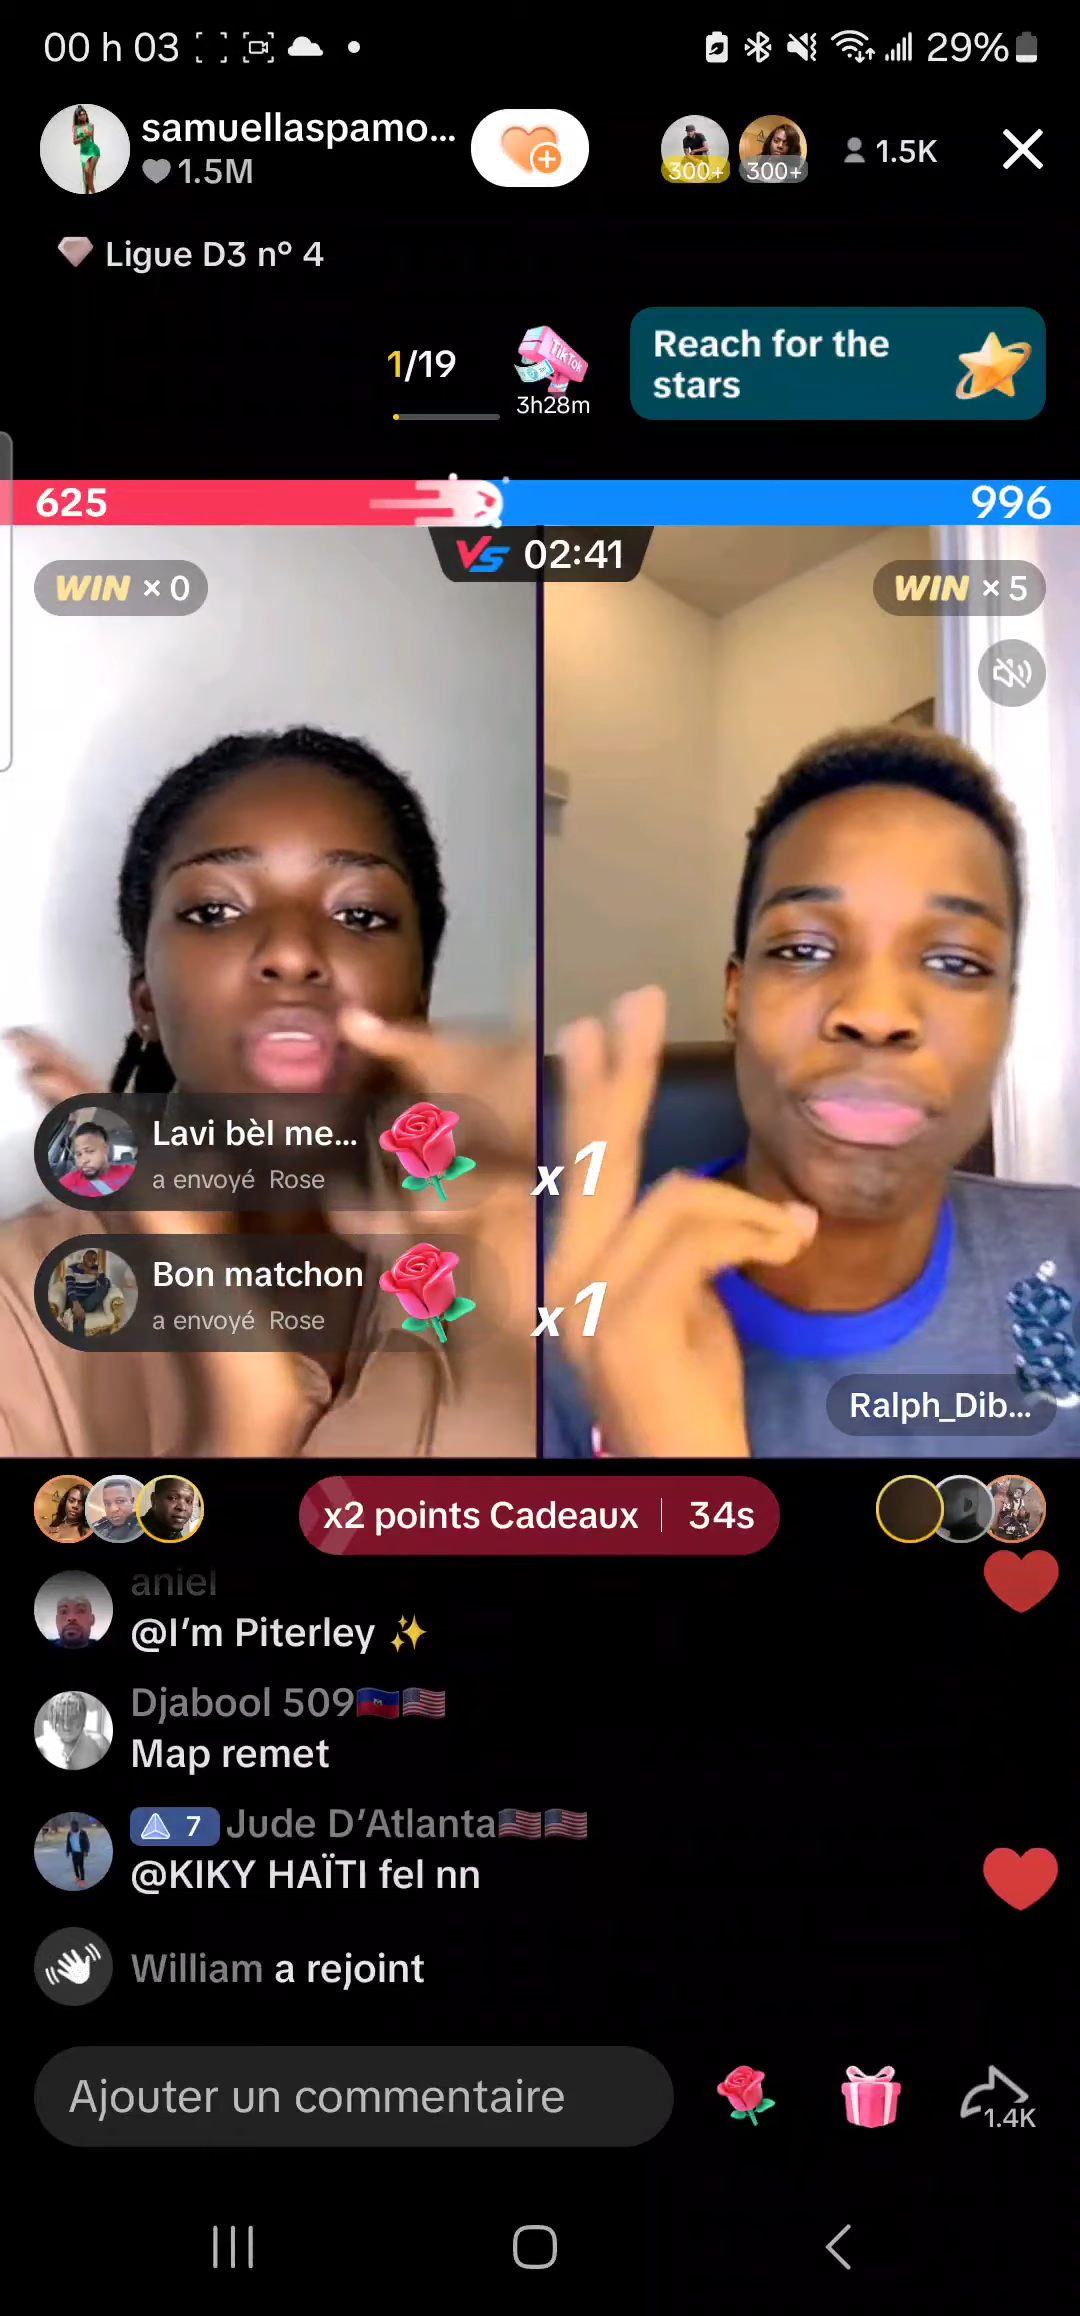 00 h 03
29%
samuellaspamo...
1.5M
300+
300+
1.5K
Ligue D3 nº 4
1/19
TikTok
3h28m
Reach for the
stars
625
996
VS 02:41
WIN × 0
WIN × 5
Lavi bèl me...
a envoyé Rose
x1
Bon matchon
a envoyé Rose
x1
Ralph_Dib...
x2 points Cadeaux | 34s
aniel
@I’m Piterley ✨
Djabool 509🇭🇹🇺🇸
Map remet
7 Jude D’Atlanta🇺🇸🇺🇸
@KIKY HAÏTI fel nn
William a rejoint
Ajouter un commentaire
1.4K